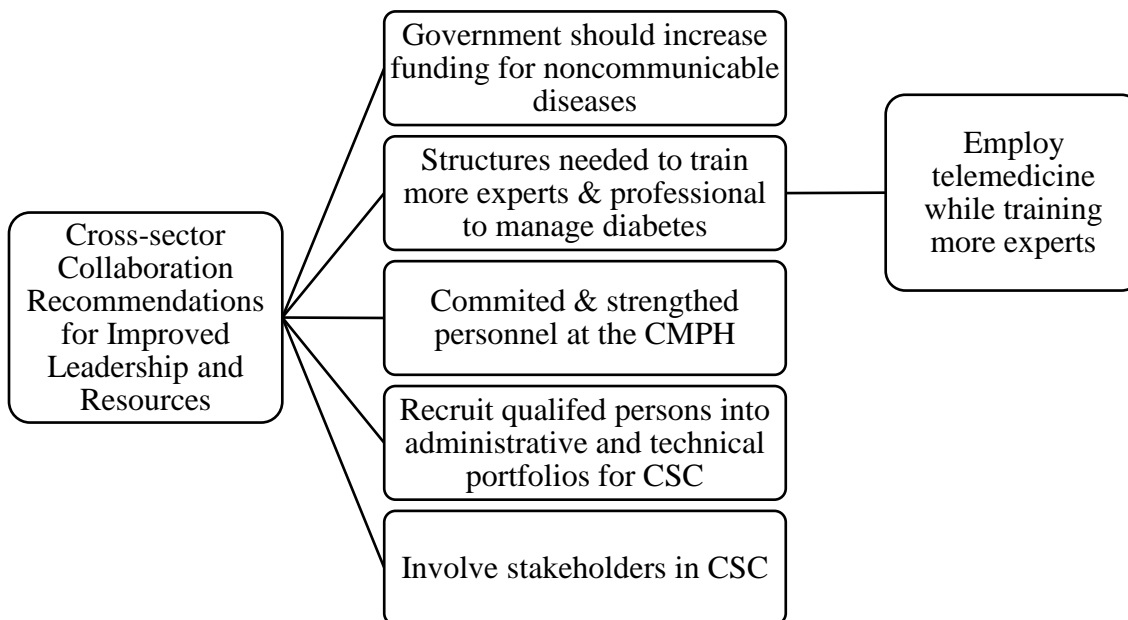 Cross-sector
Collaboration
Recommendations
for Improved
Leadership and
Resources
Government should increase
funding for noncommunicable
diseases
Structures needed to train
more experts & professional
to manage diabetes
Employ
telemedicine
while training
more experts
Commited & strengthed
personnel at the CMPH
Recruit qualifed persons into
administrative and technical
portfolios for CSC
Involve stakeholders in CSC